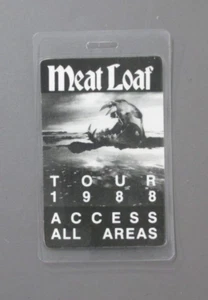 Meat Loaf
TOUR
1988
ACCESS
ALL AREAS